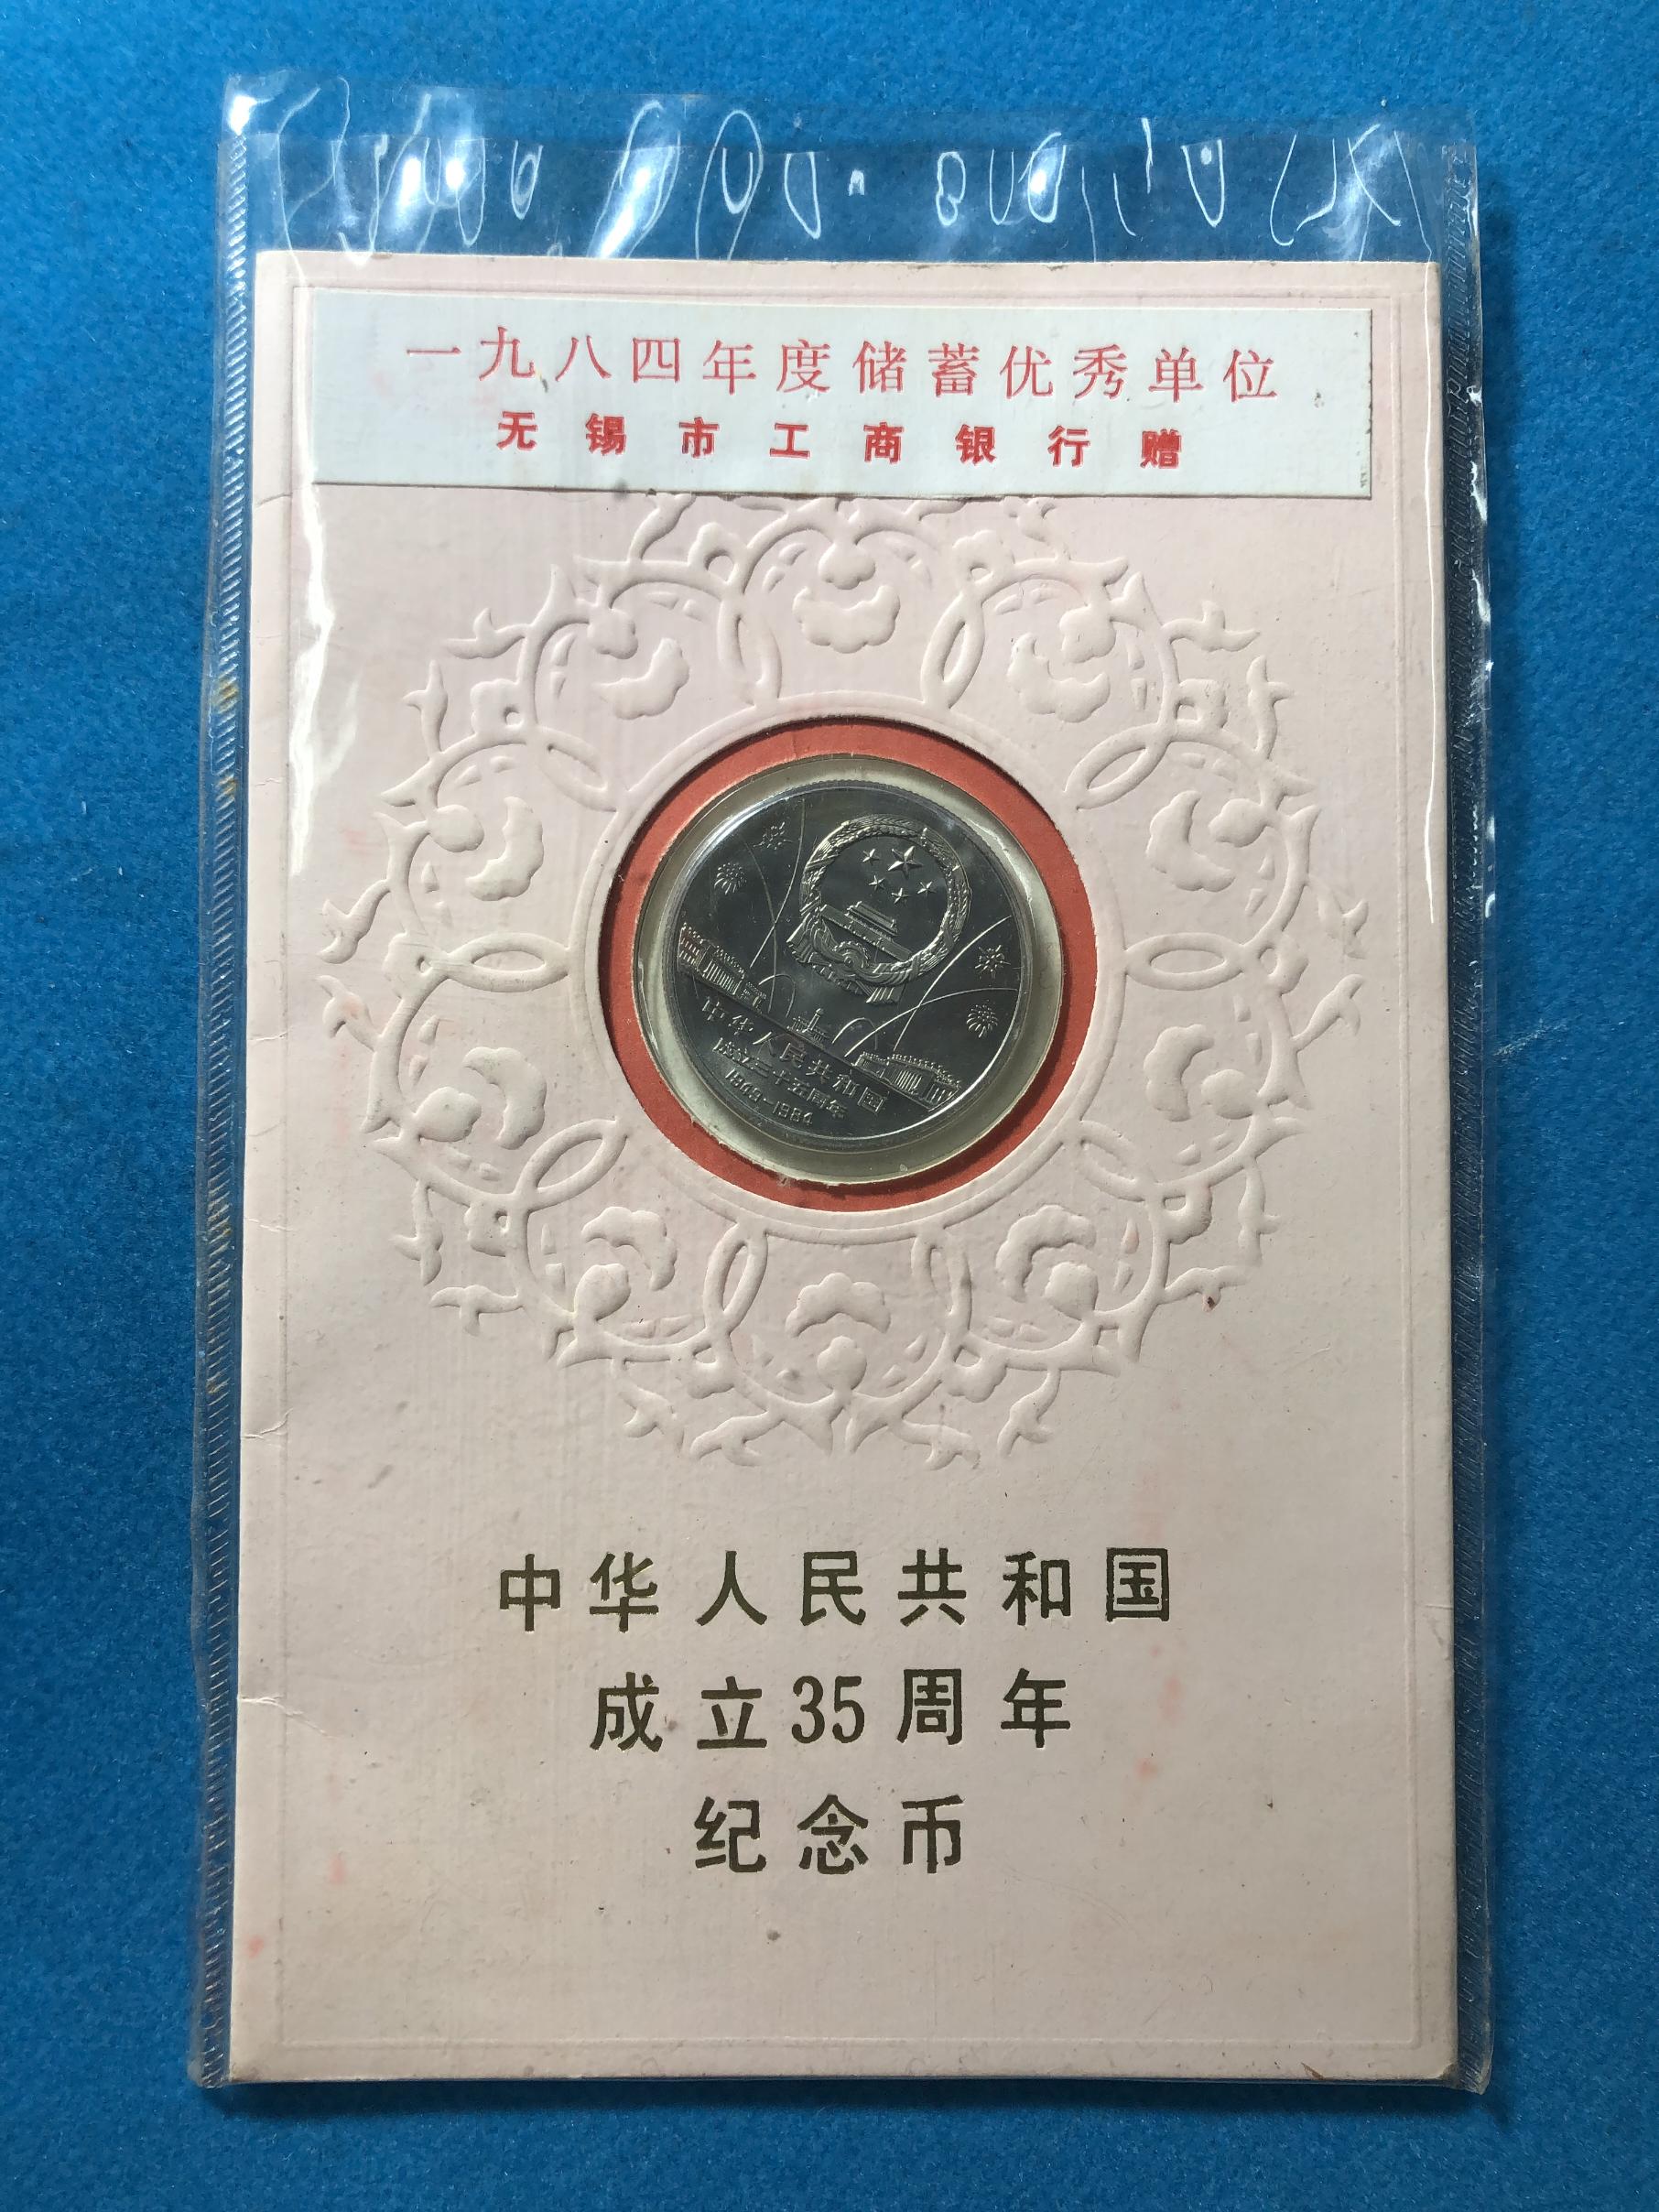 一九八四年度储蓄优秀单位
无锡市工商银行赠
中华人民共和国
成立三十五周年
1949-1984
中华人民共和国
成立35周年
纪念币